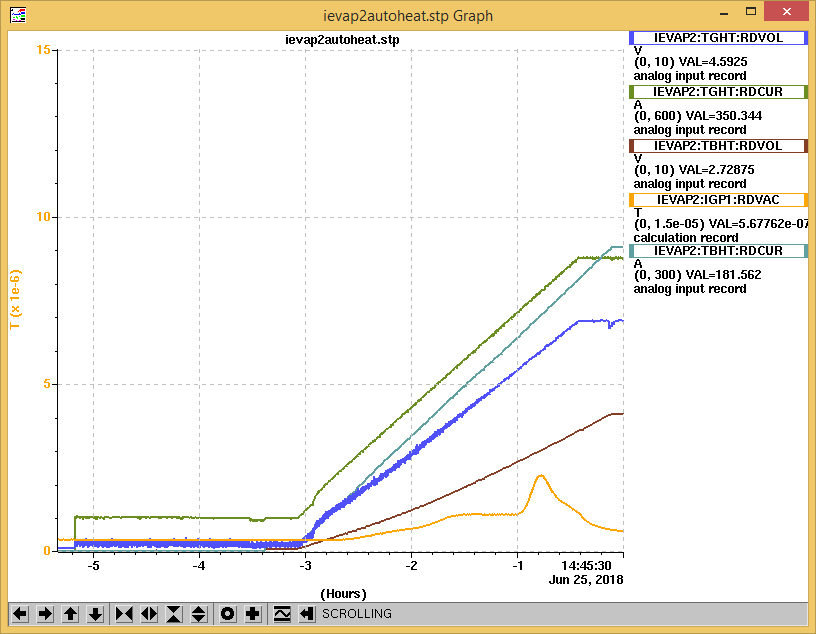 ievap2autoheat.stp Graph
ievap2autoheat.stp
15
10
5
0
T (x 1e-6)
-5
-4
-3
-2
-1
14:45:30
Jun 25, 2018
(Hours)
IEVAP2:TGHT:RDVOL
V
(0, 10) VAL=4.5925
analog input record
IEVAP2:TGHT:RDCUR
A
(0, 600) VAL=350.344
analog input record
IEVAP2:TBHT:RDVOL
V
(0, 10) VAL=2.72875
analog input record
IEVAP2:IGP1:RDVAC
T
(0, 1.5e-05) VAL=5.67762e-07
calculation record
IEVAP2:TBHT:RDCUR
A
(0, 300) VAL=181.562
analog input record
SCROLLING